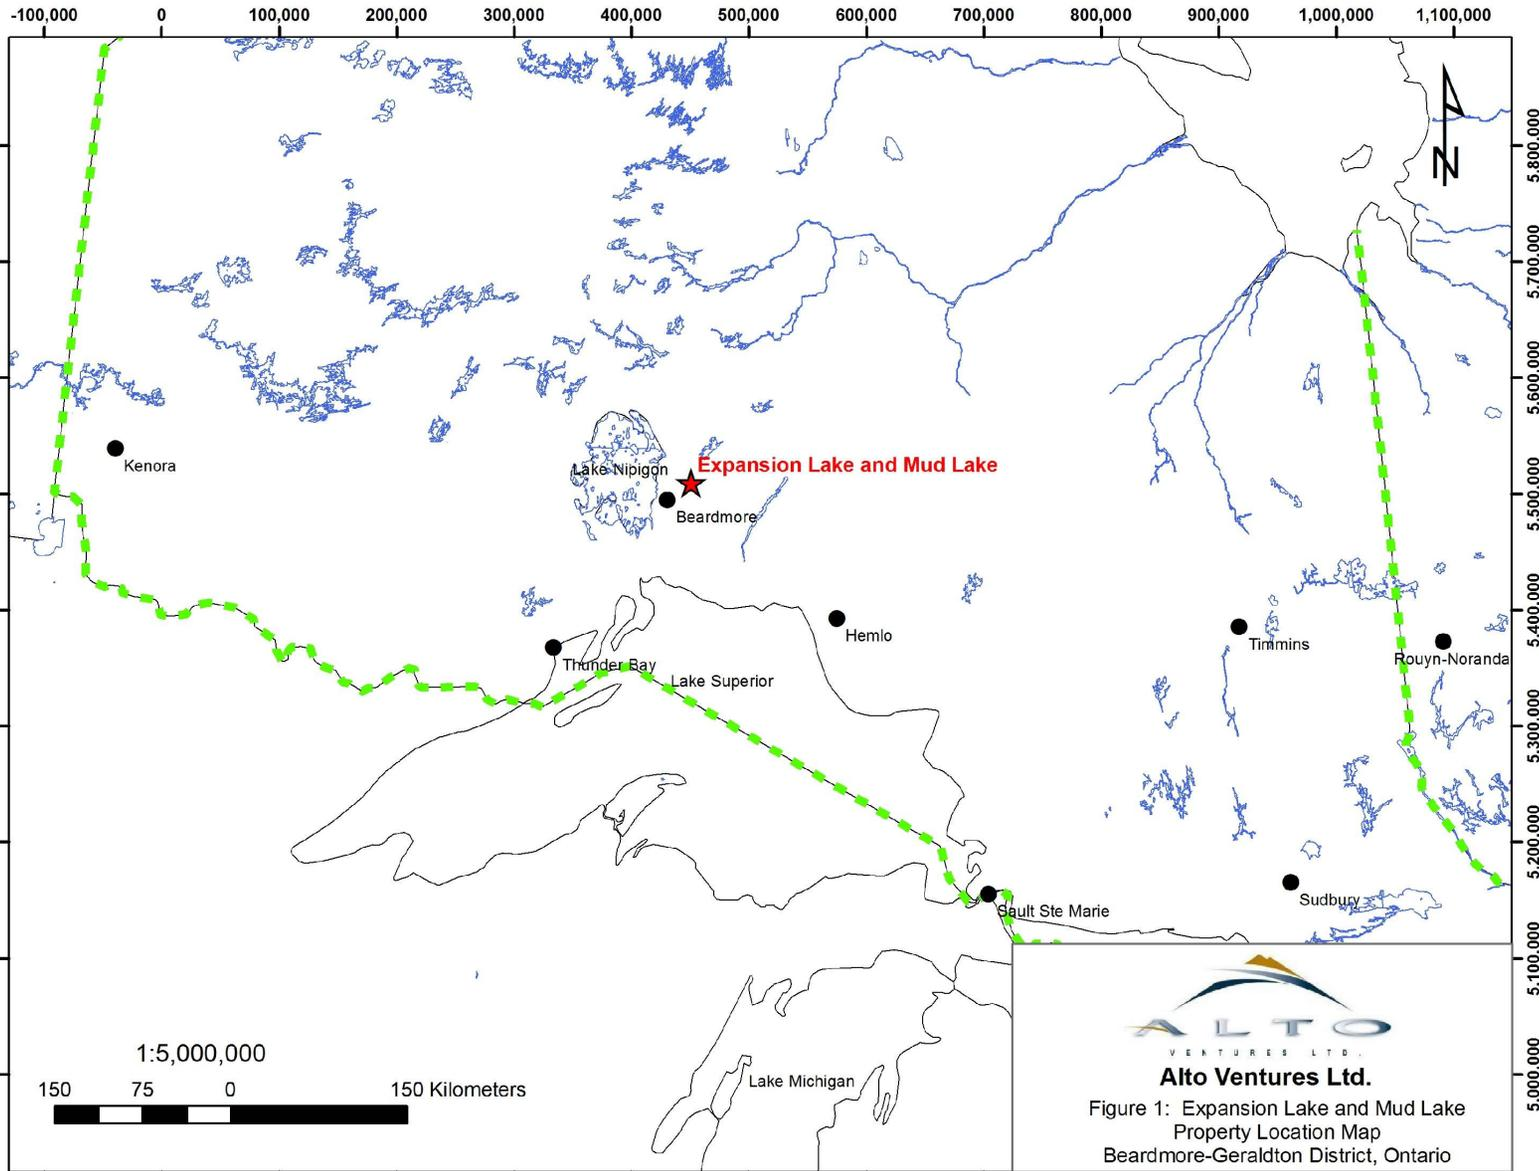 -100,000 0 100,000 200,000 300,000 400,000 500,000 600,000 700,000 800,000 900,000 1,000,000 1,100,000
N
5,800,000
5,700,000
5,600,000
5,500,000
5,400,000
5,300,000
5,200,000
5,100,000
5,000,000
Kenora
Lake Nipigon
Expansion Lake and Mud Lake
Beardmore
Hemlo
Timmins
Rouyn-Noranda
Thunder Bay
Lake Superior
Sudbury
Sault Ste Marie
Lake Michigan
1:5,000,000
150 75 0 150 Kilometers
ALTO
VENTURES LTD.
Alto Ventures Ltd.
Figure 1: Expansion Lake and Mud Lake
Property Location Map
Beardmore-Geraldton District, Ontario